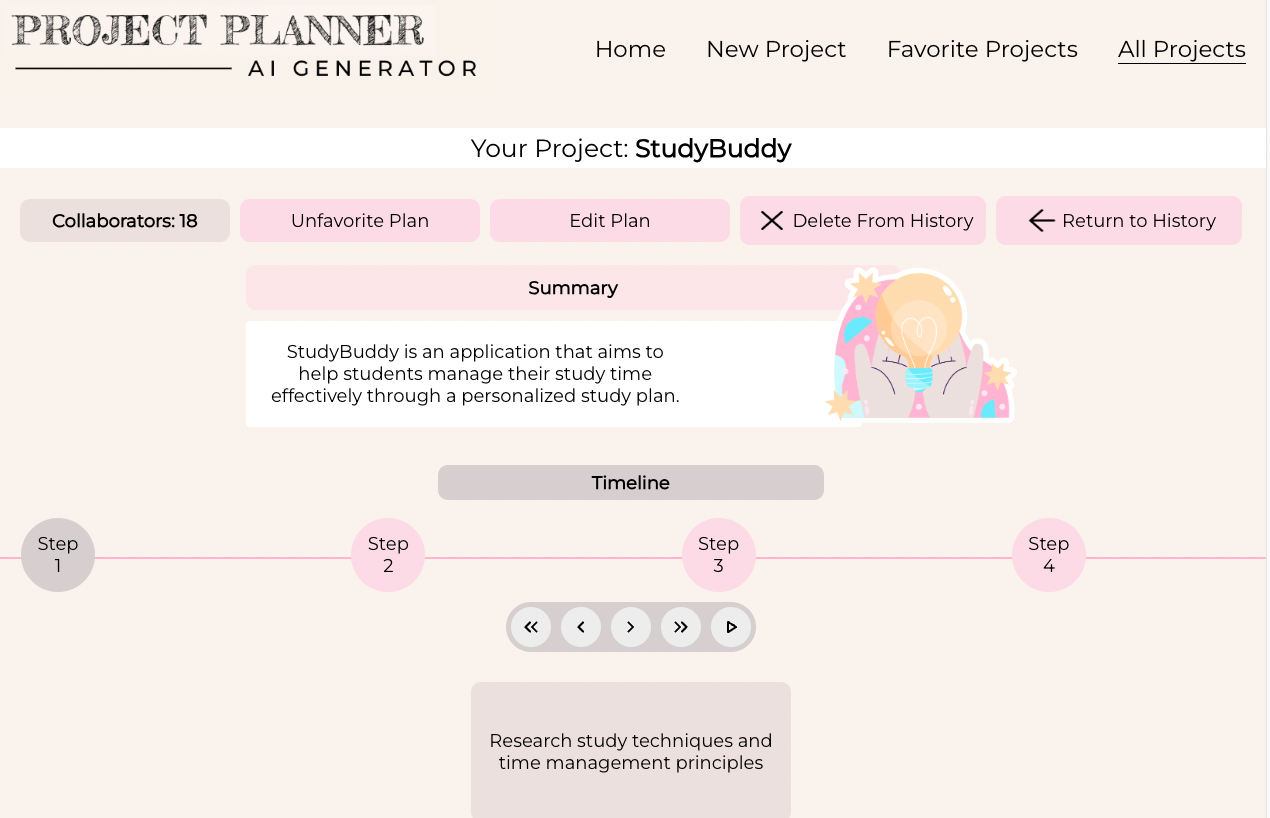 PROJECT PLANNER
AI GENERATOR
Home New Project Favorite Projects All Projects
Your Project: StudyBuddy
Collaborators: 18 Unfavorite Plan Edit Plan Delete From History Return to History
Summary
StudyBuddy is an application that aims to
help students manage their study time
effectively through a personalized study plan.
Timeline
Step
1
Step
2
Step
3
Step
4
Research study techniques and
time management principles